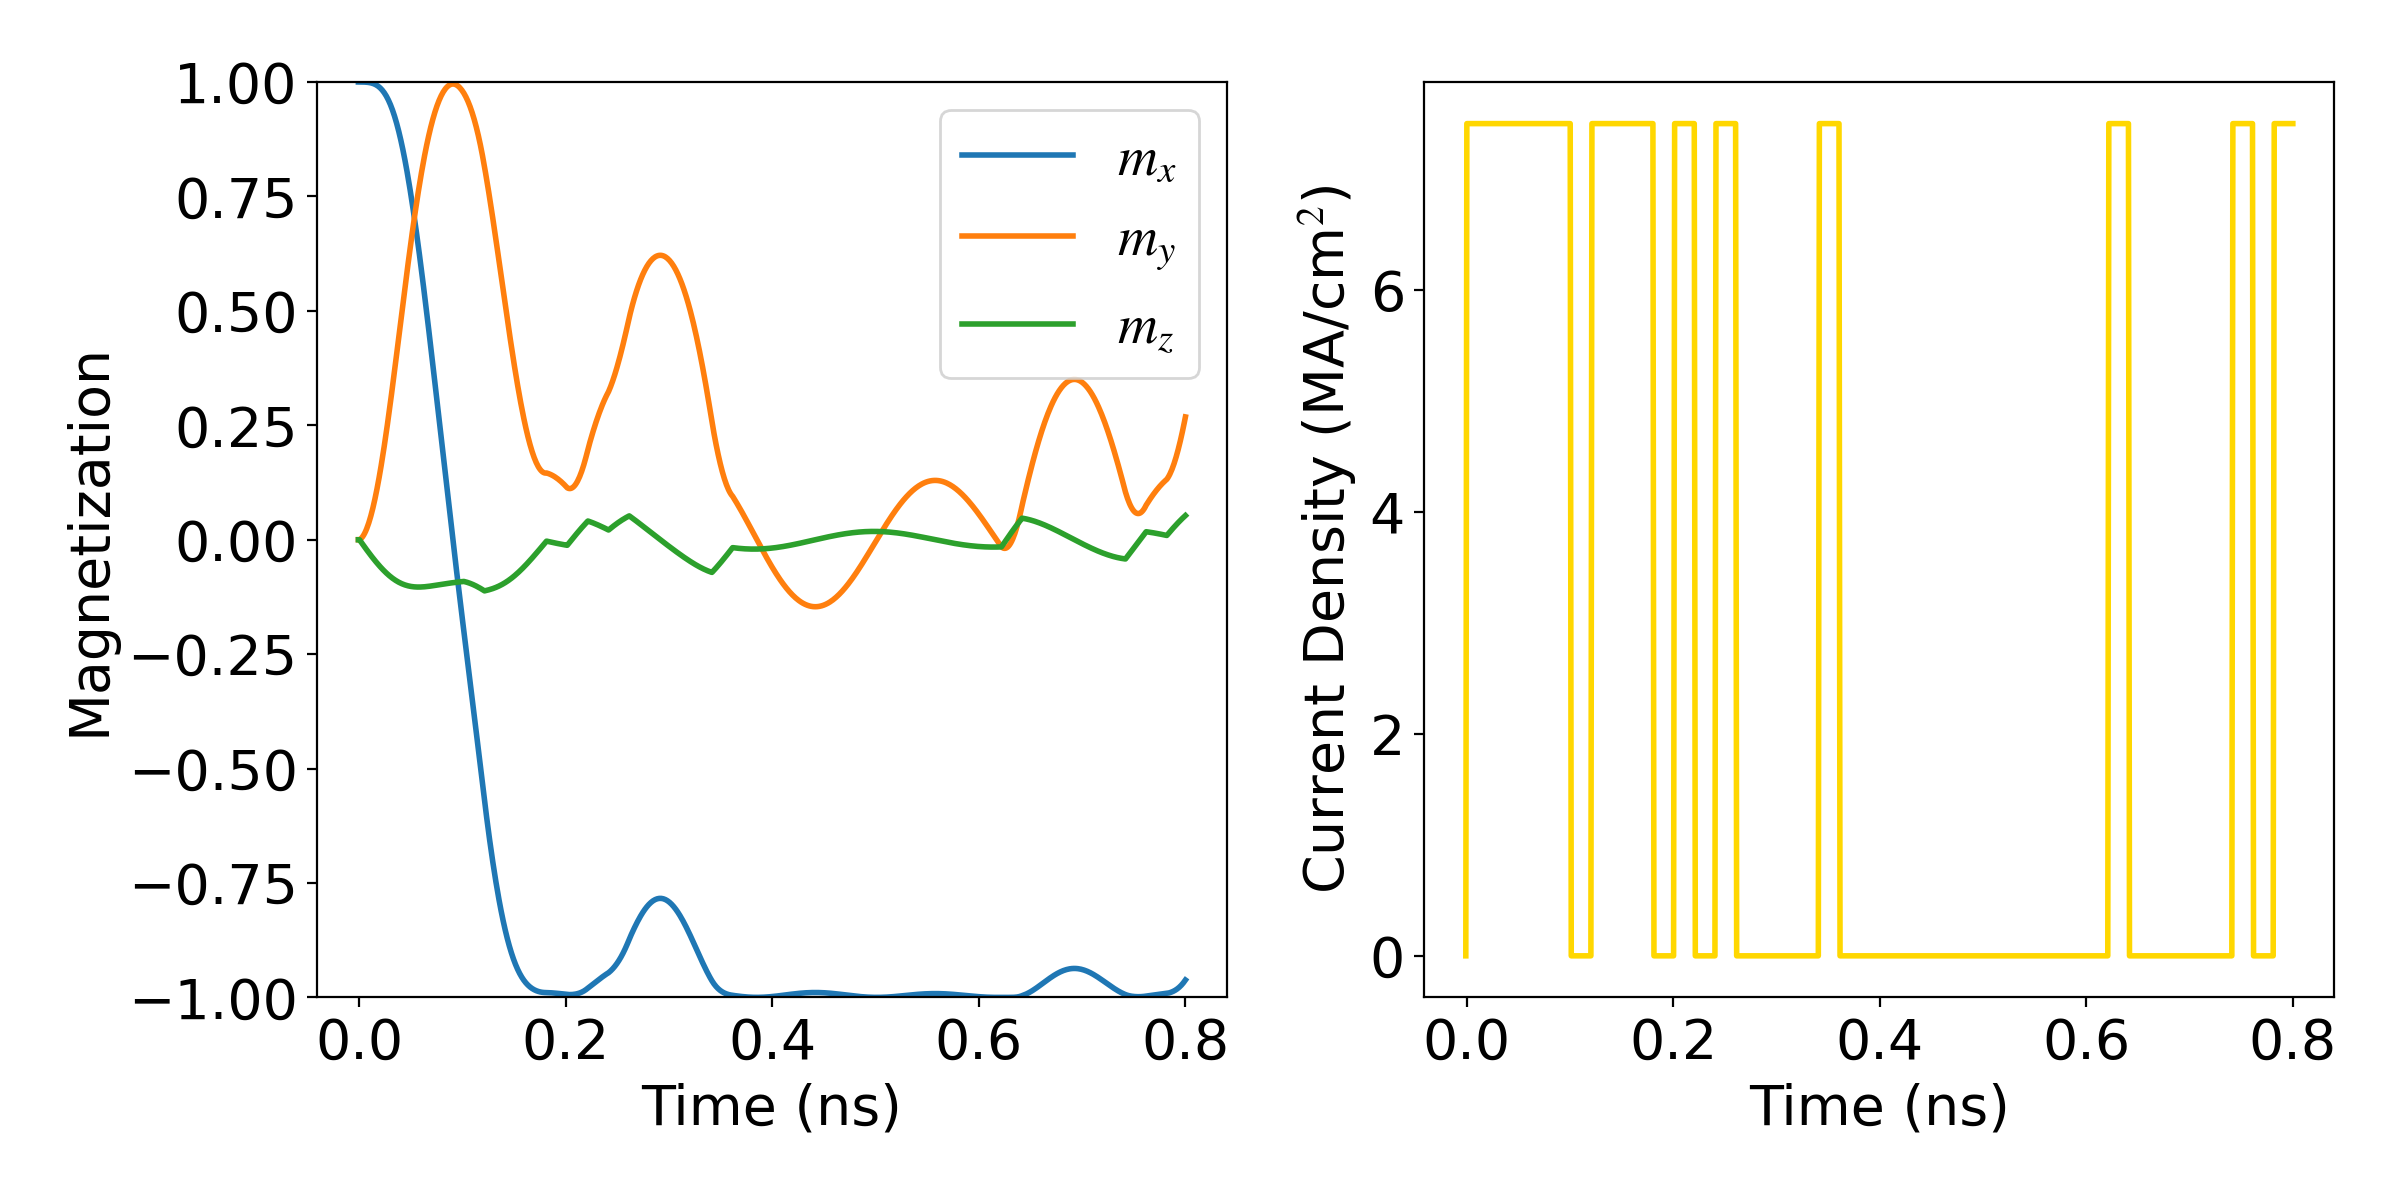 1.00
0.75
0.50
0.25
0.00
−0.25
−0.50
−0.75
−1.00
Magnetization
0.0 0.2 0.4 0.6 0.8
Time (ns)
m_x
m_y
m_z
6
4
2
0
Current Density (MA/cm²)
0.0 0.2 0.4 0.6 0.8
Time (ns)